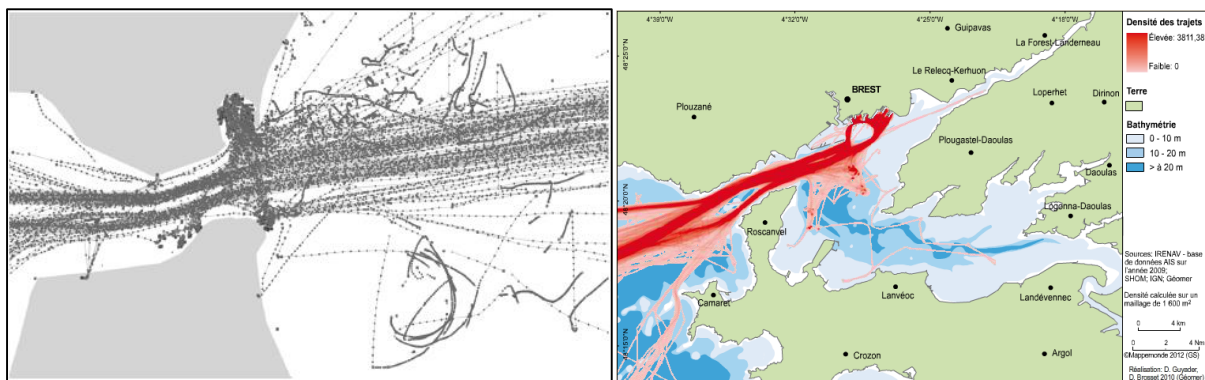 4°39'0"O
4°32'0"O
4°25'0"O
4°18'0"O
48°25'0"N
48°20'0"N
48°15'0"N
Guipavas
La Forest-Landerneau
Le Relecq-Kerhuon
BREST
Plouzané
Loperhet
Dirinon
Plougastel-Daoulas
Daoulas
Logonna-Daoulas
Roscanvel
Lanvéoc
Landévennec
Camaret
Crozon
Argol
Densité des trajets
Élevée: 3811,38
Faible: 0
Terre
Bathymétrie
0 - 10 m
10 - 20 m
> à 20 m
Sources: IRENAV - base
de données AIS sur
l'année 2009;
SHOM; IGN; Géomer
Densité calculée sur un
maillage de 1 600 m²
0 4 km
0 2 4 Nm
©Mappemonde 2012 (GS)
Réalisation: D. Guyader,
D. Brosset 2010 (Géomer)